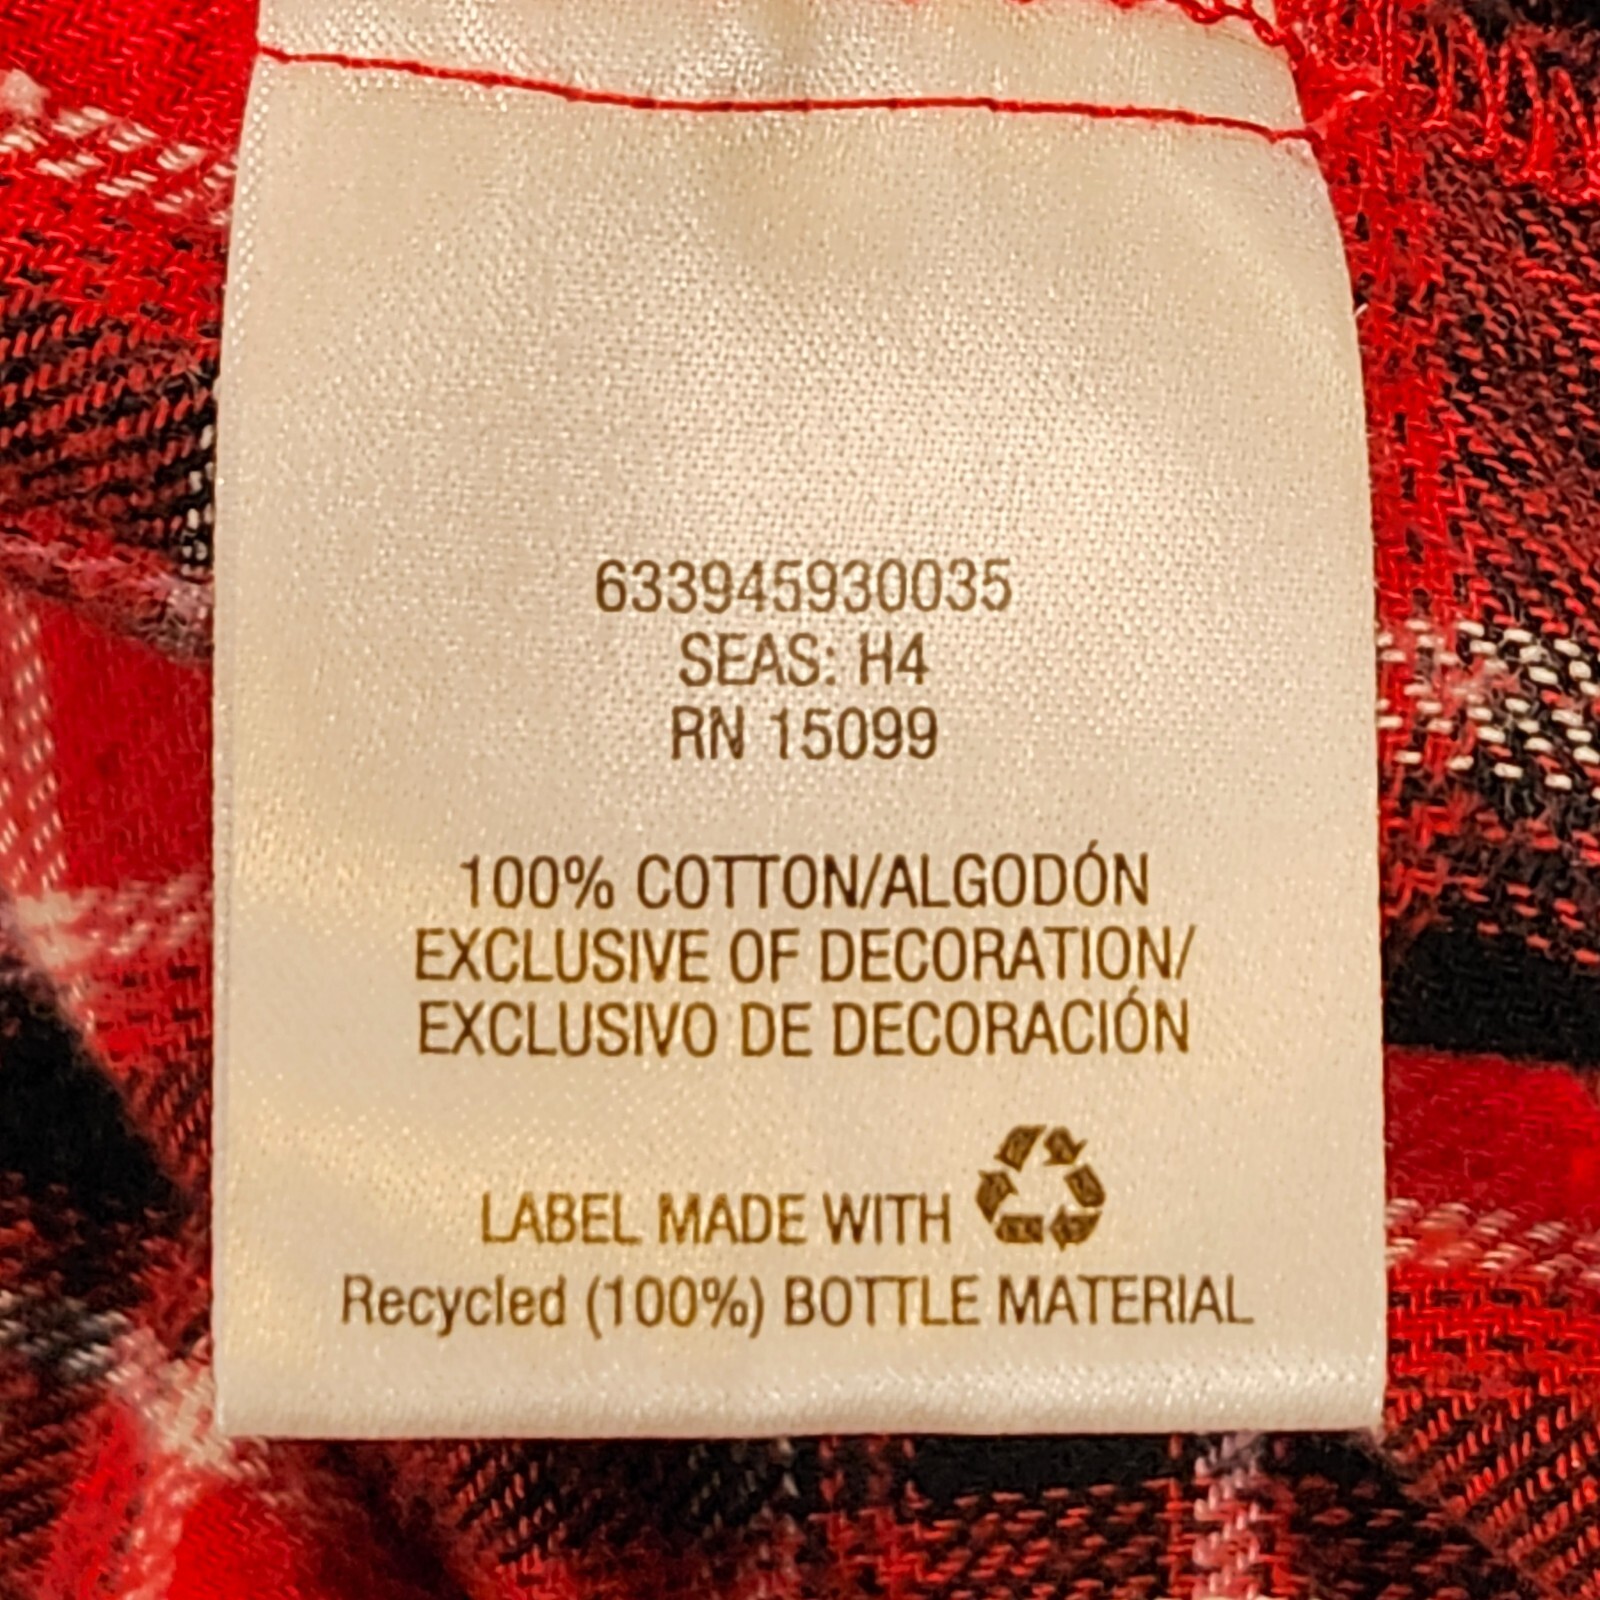 633945930035
SEAS: H4
RN 15099
100% COTTON/ALGODÓN
EXCLUSIVE OF DECORATION/
EXCLUSIVO DE DECORACIÓN
LABEL MADE WITH
Recycled (100%) BOTTLE MATERIAL